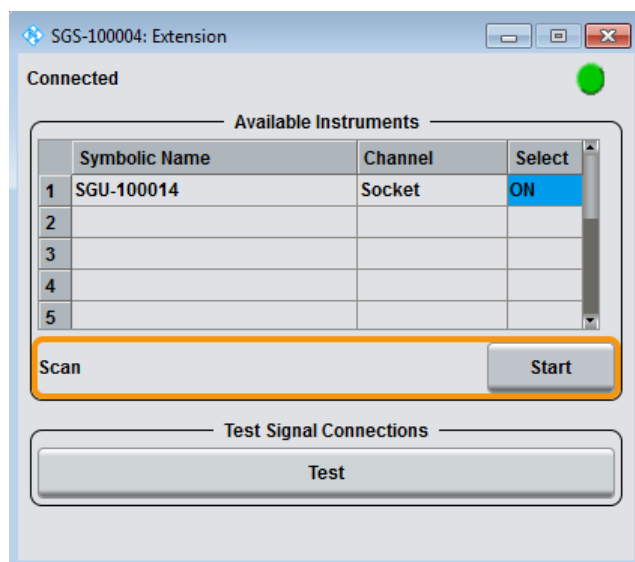 SGS-100004: Extension
Connected
Available Instruments
Symbolic Name Channel Select
1 SGU-100014 Socket ON
2
3
4
5
Scan Start
Test Signal Connections
Test